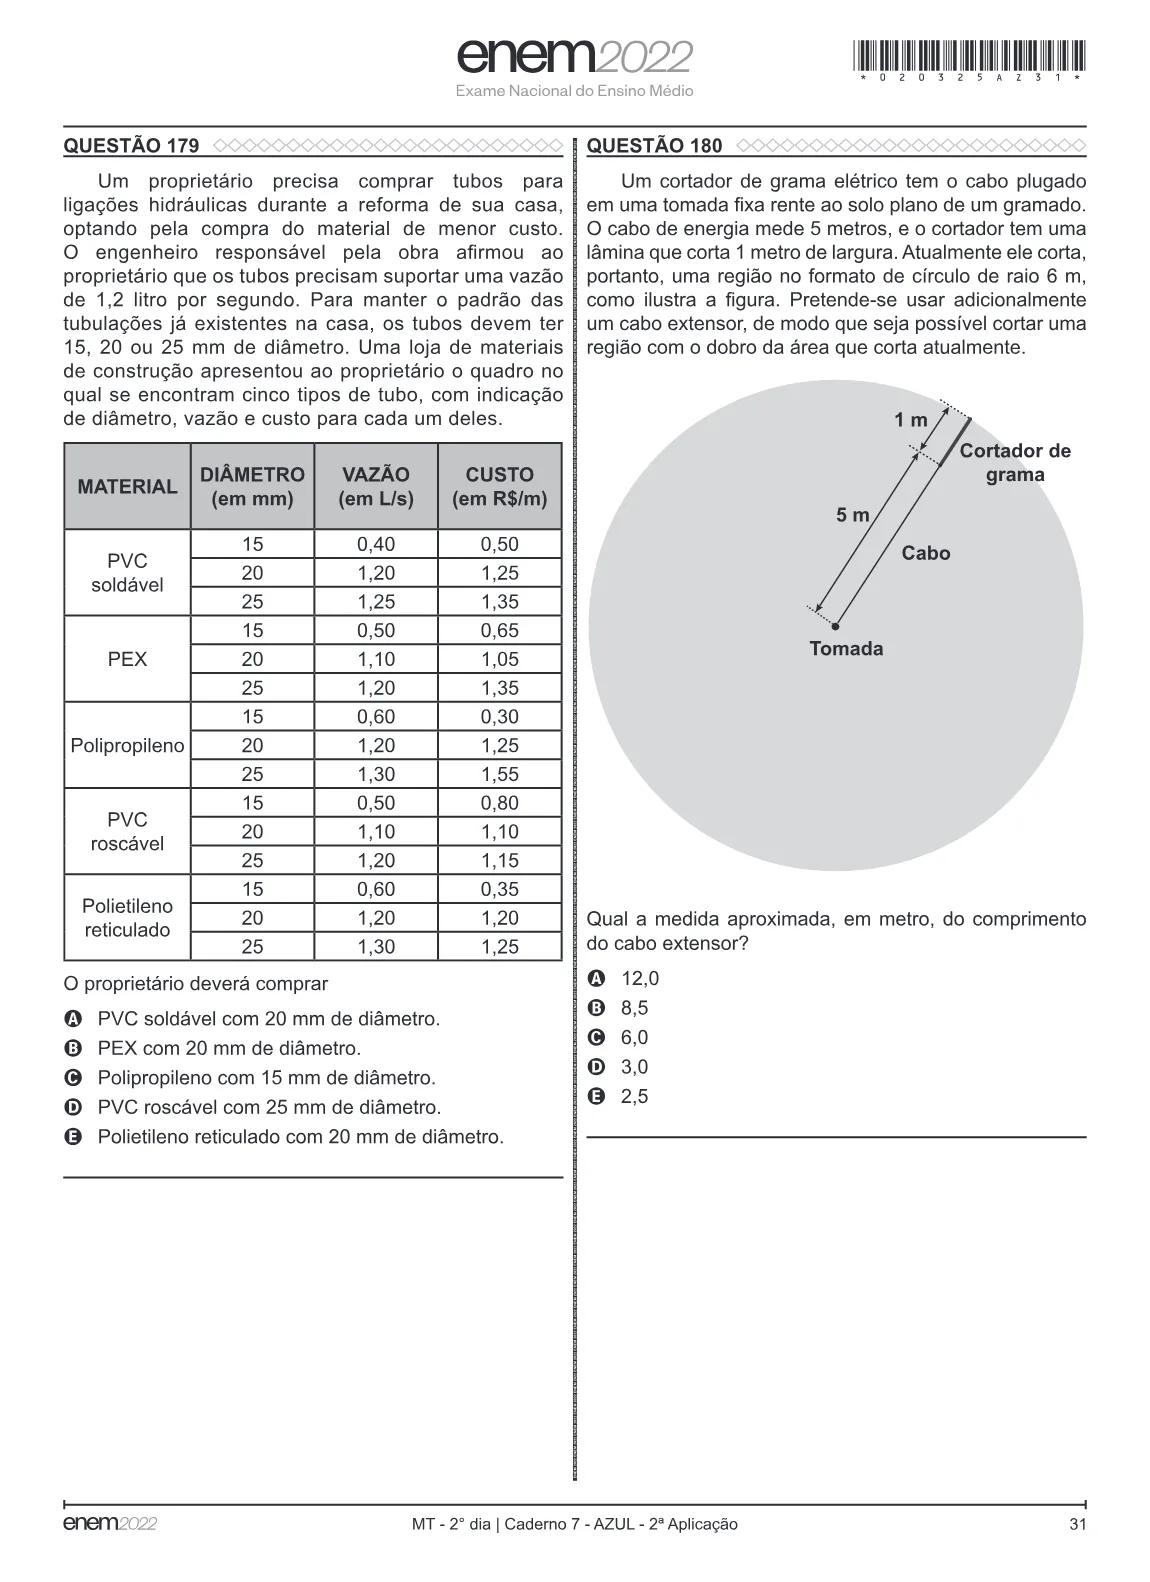 enem2022
Exame Nacional do Ensino Médio
*020325AZ31*
QUESTÃO 179
Um proprietário precisa comprar tubos para
ligações hidráulicas durante a reforma de sua casa,
optando pela compra do material de menor custo.
O engenheiro responsável pela obra afirmou ao
proprietário que os tubos precisam suportar uma vazão
de 1,2 litro por segundo. Para manter o padrão das
tubulações já existentes na casa, os tubos devem ter
15, 20 ou 25 mm de diâmetro. Uma loja de materiais
de construção apresentou ao proprietário o quadro no
qual se encontram cinco tipos de tubo, com indicação
de diâmetro, vazão e custo para cada um deles.
MATERIAL DIÂMETRO (em mm) VAZÃO (em L/s) CUSTO (em R$/m)
PVC soldável
15 0,40 0,50
20 1,20 1,25
25 1,25 1,35
PEX
15 0,50 0,65
20 1,10 1,05
25 1,20 1,35
Polipropileno
15 0,60 0,30
20 1,20 1,25
25 1,30 1,55
PVC roscável
15 0,50 0,80
20 1,10 1,10
25 1,20 1,15
Polietileno reticulado
15 0,60 0,35
20 1,20 1,20
25 1,30 1,25
O proprietário deverá comprar
A PVC soldável com 20 mm de diâmetro.
B PEX com 20 mm de diâmetro.
C Polipropileno com 15 mm de diâmetro.
D PVC roscável com 25 mm de diâmetro.
E Polietileno reticulado com 20 mm de diâmetro.
QUESTÃO 180
Um cortador de grama elétrico tem o cabo plugado
em uma tomada fixa rente ao solo plano de um gramado.
O cabo de energia mede 5 metros, e o cortador tem uma
lâmina que corta 1 metro de largura. Atualmente ele corta,
portanto, uma região no formato de círculo de raio 6 m,
como ilustra a figura. Pretende-se usar adicionalmente
um cabo extensor, de modo que seja possível cortar uma
região com o dobro da área que corta atualmente.
1 m
Cortador de
grama
5 m
Cabo
Tomada
Qual a medida aproximada, em metro, do comprimento
do cabo extensor?
A 12,0
B 8,5
C 6,0
D 3,0
E 2,5
enem2022
MT - 2° dia | Caderno 7 - AZUL - 2ª Aplicação
31